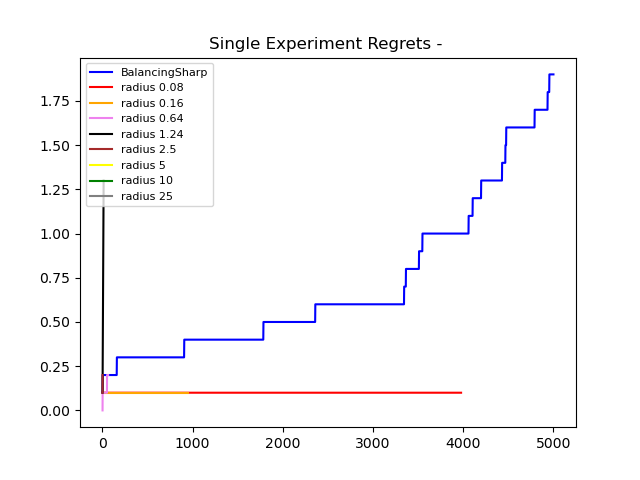 Single Experiment Regrets -
BalancingSharp
radius 0.08
radius 0.16
radius 0.64
radius 1.24
radius 2.5
radius 5
radius 10
radius 25
1.75
1.50
1.25
1.00
0.75
0.50
0.25
0.00
0 1000 2000 3000 4000 5000